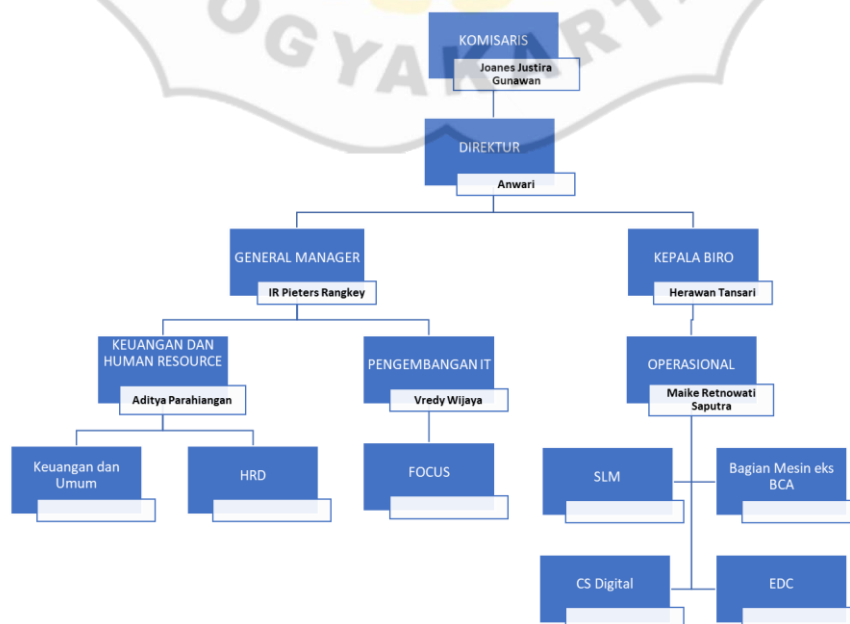 YOGYAKARTA
KOMISARIS
Joanes Justira
Gunawan
DIREKTUR
Anwari
GENERAL MANAGER
IR Pieters Rangkey
KEPALA BIRO
Herawan Tansari
KEUANGAN DAN
HUMAN RESOURCE
Aditya Parahiangan
PENGEMBANGAN IT
Vredy Wijaya
OPERASIONAL
Maike Retnowati
Saputra
Keuangan dan
Umum
HRD
FOCUS
SLM
Bagian Mesin eks
BCA
CS Digital
EDC